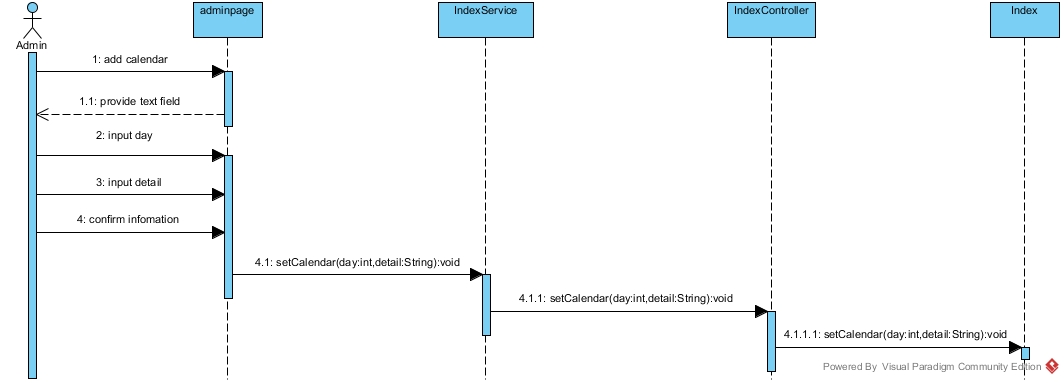 adminpage
IndexService
IndexController
Index
Admin
1: add calendar
1.1: provide text field
2: input day
3: input detail
4: confirm infomation
4.1: setCalendar(day:int,detail:String):void
4.1.1: setCalendar(day:int,detail:String):void
4.1.1.1: setCalendar(day:int,detail:String):void
Powered By Visual Paradigm Community Edition